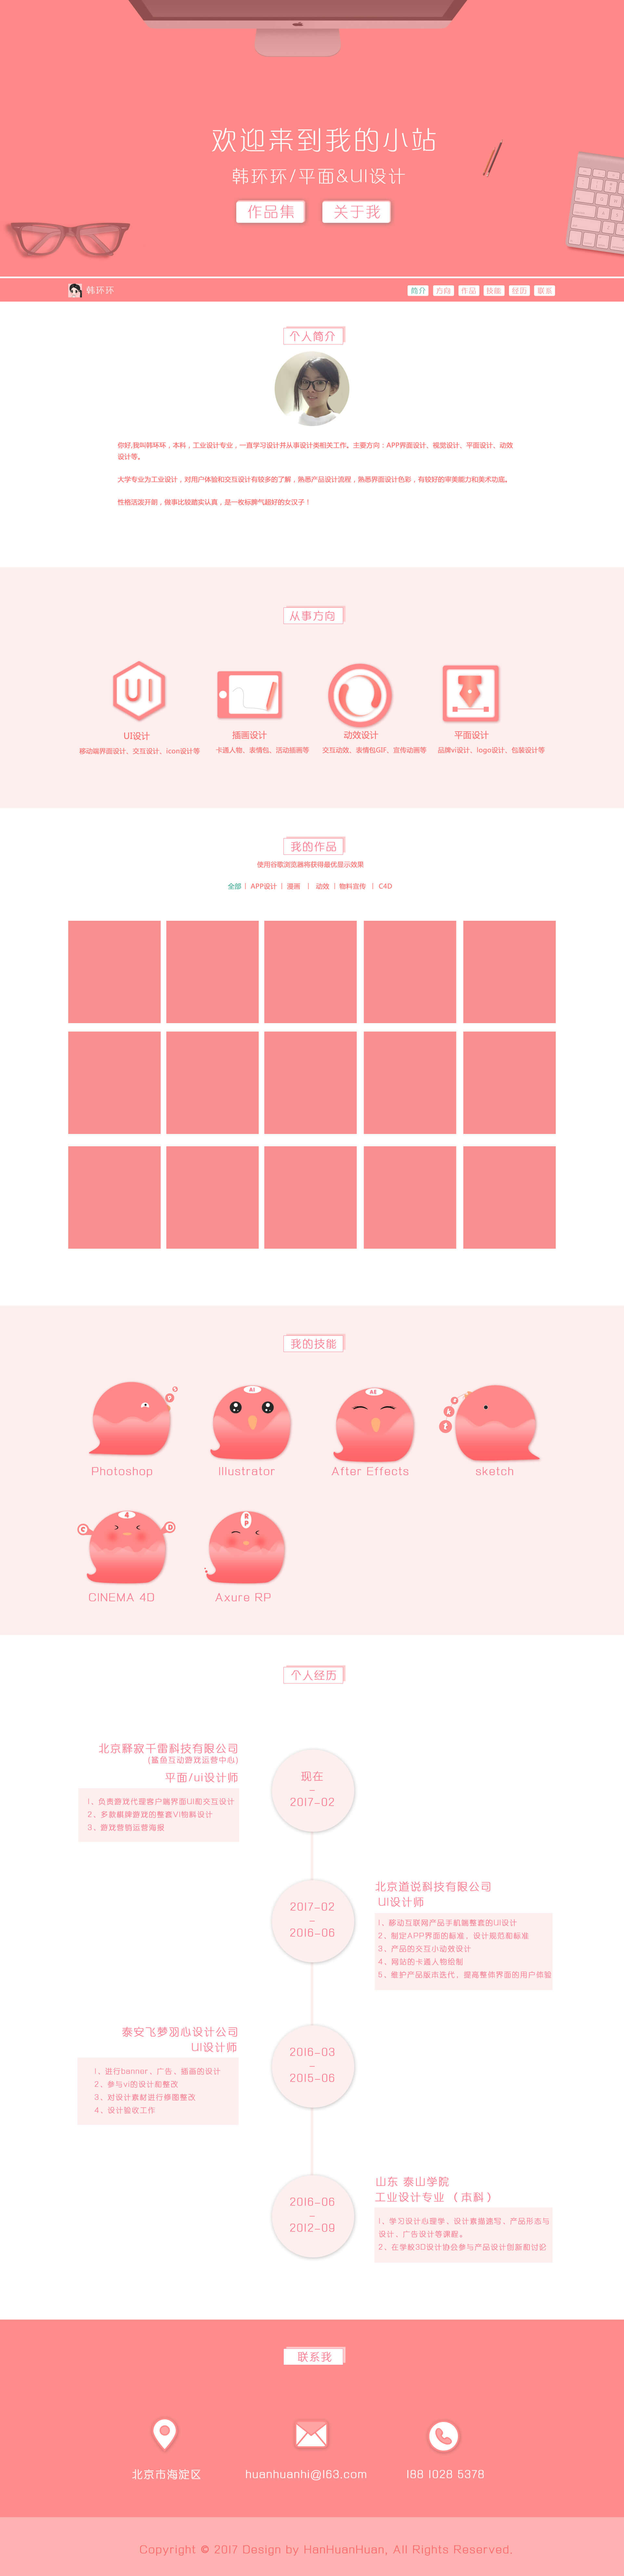 欢迎来到我的小站
韩环环/平面&UI设计
作品集 关于我
韩环环 简介 方向 作品 技能 经历 联系
个人简介
你好,我叫韩环环，本科，工业设计专业，一直学习设计并从事设计类相关工作。主要方向：APP界面设计、视觉设计、平面设计、动效
设计等。
大学专业为工业设计，对用户体验和交互设计有较多的了解，熟悉产品设计流程，熟悉界面设计色彩，有较好的审美能力和美术功底。
性格活泼开朗，做事比较踏实认真，是一枚标脾气超好的女汉子！
从事方向
UI
UI设计 插画设计 动效设计 平面设计
移动端界面设计、交互设计、icon设计等 卡通人物、表情包、活动插画等 交互动效、表情包GIF、宣传动画等 品牌vi设计、logo设计、包装设计等
我的作品
使用谷歌浏览器将获得最优显示效果
全部 | APP设计 | 漫画 | 动效 | 物料宣传 | C4D
我的技能
AI AE
s k t
Photoshop Illustrator After Effects sketch
C 4 D R P
CINEMA 4D Axure RP
个人经历
北京释寂千雷科技有限公司
(鲨鱼互动游戏运营中心)
平面/ui设计师
1、负责游戏代理客户端界面UI和交互设计
2、多款棋牌游戏的整套VI物料设计
3、游戏营销运营海报
现在
-
2017-02
2017-02
-
2016-06
北京道说科技有限公司
UI设计师
1、移动互联网产品手机端整套的UI设计
2、制定APP界面的标准、设计规范和标准
3、产品的交互小动效设计
4、网站的卡通人物绘制
5、维护产品版本迭代，提高整体界面的用户体验
泰安飞梦羽心设计公司
UI设计师
1、进行banner、广告、插画的设计
2、参与vi的设计和整改
3、对设计素材进行修图整改
4、设计验收工作
2016-03
-
2015-06
2016-06
-
2012-09
山东 泰山学院
工业设计专业 （本科）
1、学习设计心理学、设计素描速写、产品形态与
设计、广告设计等课程。
2、在学校3D设计协会参与产品设计创新和讨论
联系我
北京市海淀区 huanhuanhi@163.com 188 1028 5378
Copyright © 2017 Design by HanHuanHuan, All Rights Reserved.